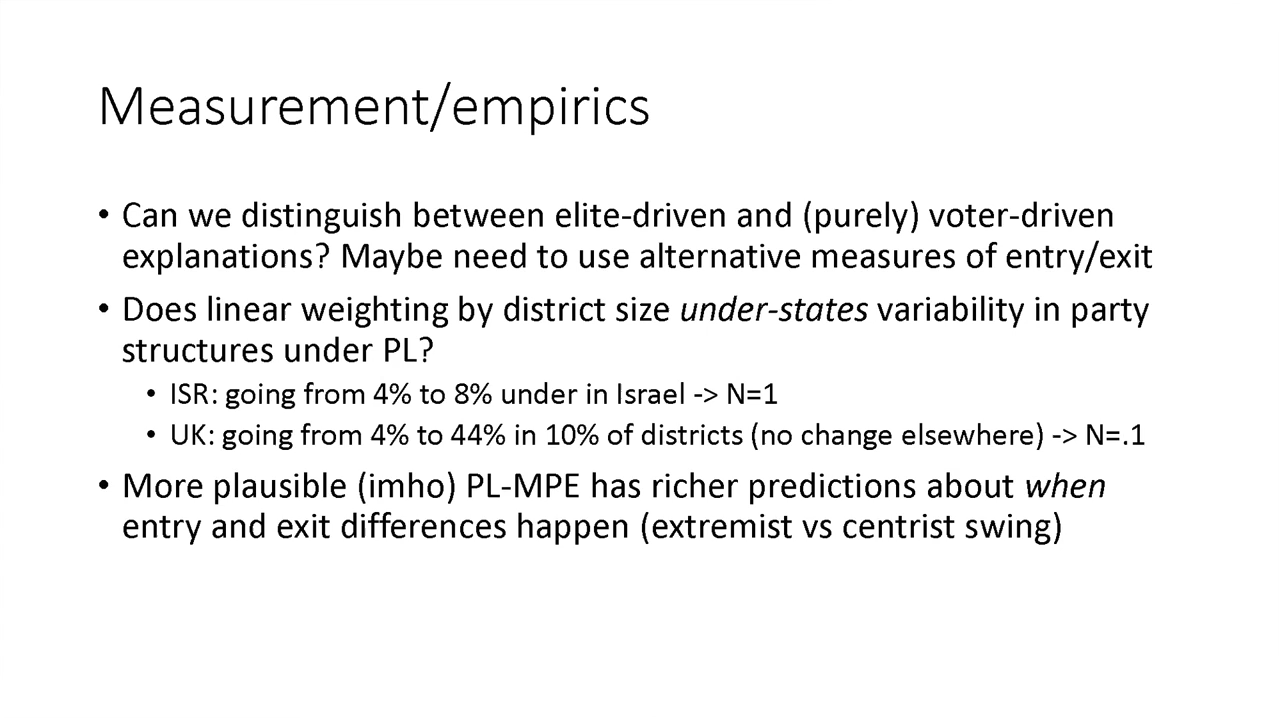 Measurement/empirics
• Can we distinguish between elite-driven and (purely) voter-driven
explanations? Maybe need to use alternative measures of entry/exit
• Does linear weighting by district size under-states variability in party
structures under PL?
• ISR: going from 4% to 8% under in Israel -> N=1
• UK: going from 4% to 44% in 10% of districts (no change elsewhere) -> N=.1
• More plausible (imho) PL-MPE has richer predictions about when
entry and exit differences happen (extremist vs centrist swing)